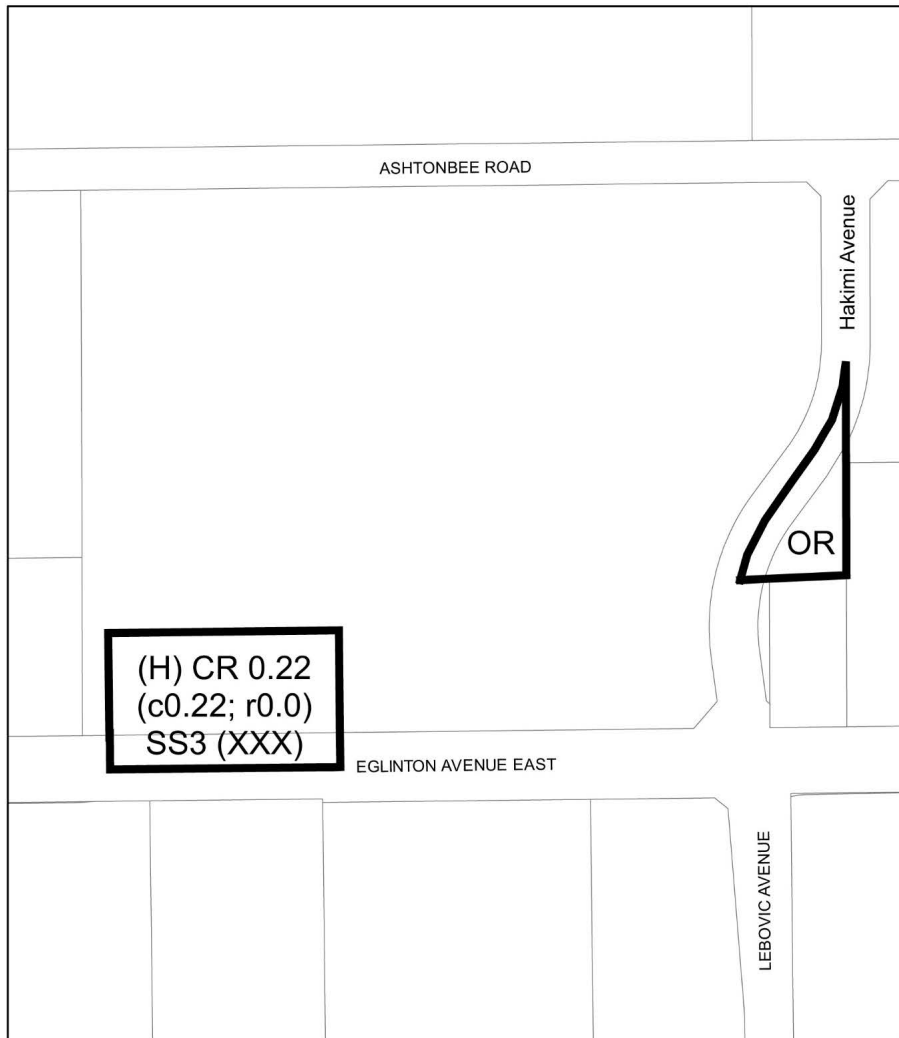 ASHTONBEE ROAD
Hakimi Avenue
OR
(H) CR 0.22
(c0.22; r0.0)
SS3 (XXX)
EGLINTON AVENUE EAST
LEBOVIC AVENUE